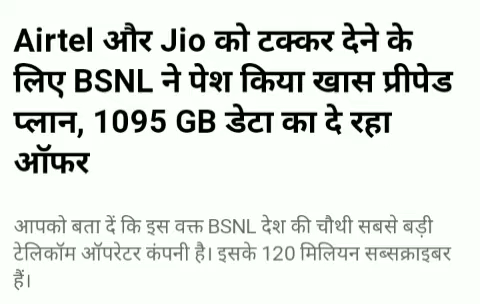 Airtel और Jio को टक्कर देने के
लिए BSNL ने पेश किया खास प्रीपेड
प्लान, 1095 GB डेटा का दे रहा
ऑफर
आपको बता दें कि इस वक्त BSNL देश की चौथी सबसे बड़ी
टेलिकॉम ऑपरेटर कंपनी है। इसके 120 मिलियन सब्सक्राइबर
हैं।